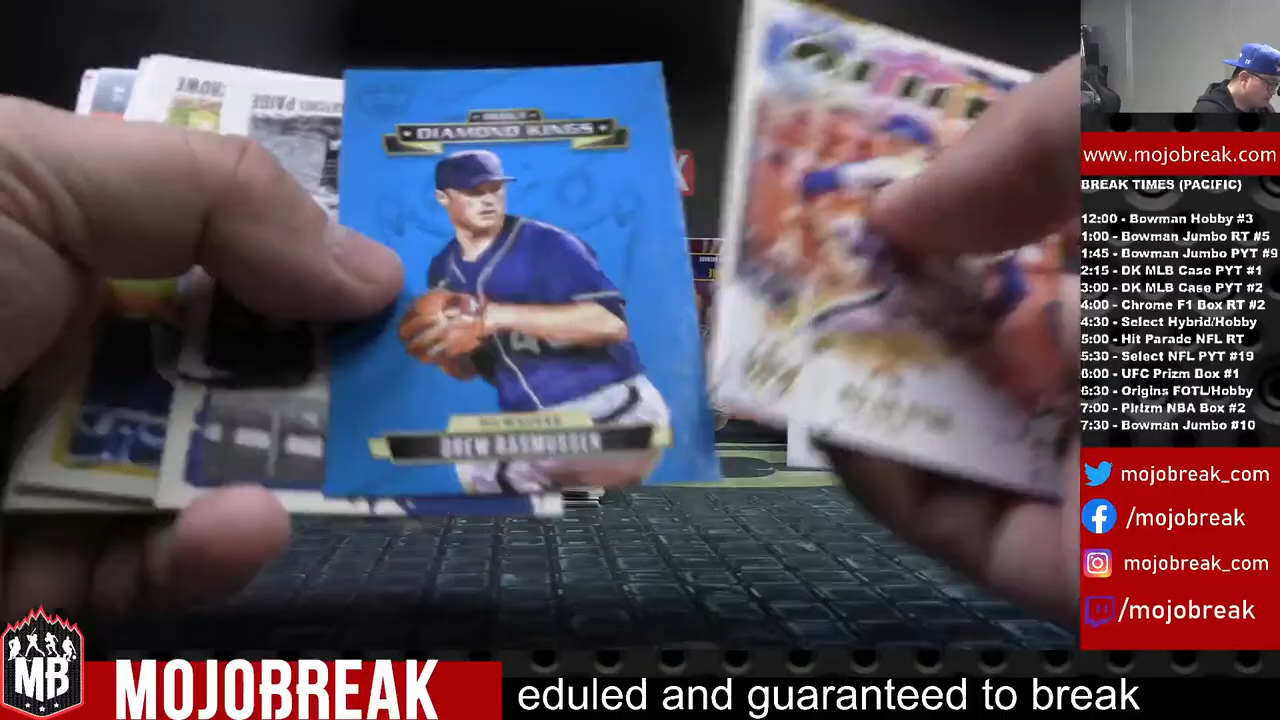 HOWE
SATCHEL PAIGE
DEBUT
DIAMOND KINGS
DREW RASMUSSEN
www.mojobreak.com
BREAK TIMES (PACIFIC)
12:00 - Bowman Hobby #3
1:00 - Bowman Jumbo RT #5
1:45 - Bowman Jumbo PYT #9
2:15 - DK MLB Case PYT #1
3:00 - DK MLB Case PYT #2
4:00 - Chrome F1 Box RT #2
4:30 - Select Hybrid/Hobby
5:00 - Hit Parade NFL RT
5:30 - Select NFL PYT #19
6:00 - UFC Prizm Box #1
6:30 - Origins FOTL/Hobby
7:00 - Plrizm NBA Box #2
7:30 - Bowman Jumbo #10
mojobreak_com
/mojobreak
mojobreak_com
/mojobreak
MB
MOJOBREAK
eduled and guaranteed to break